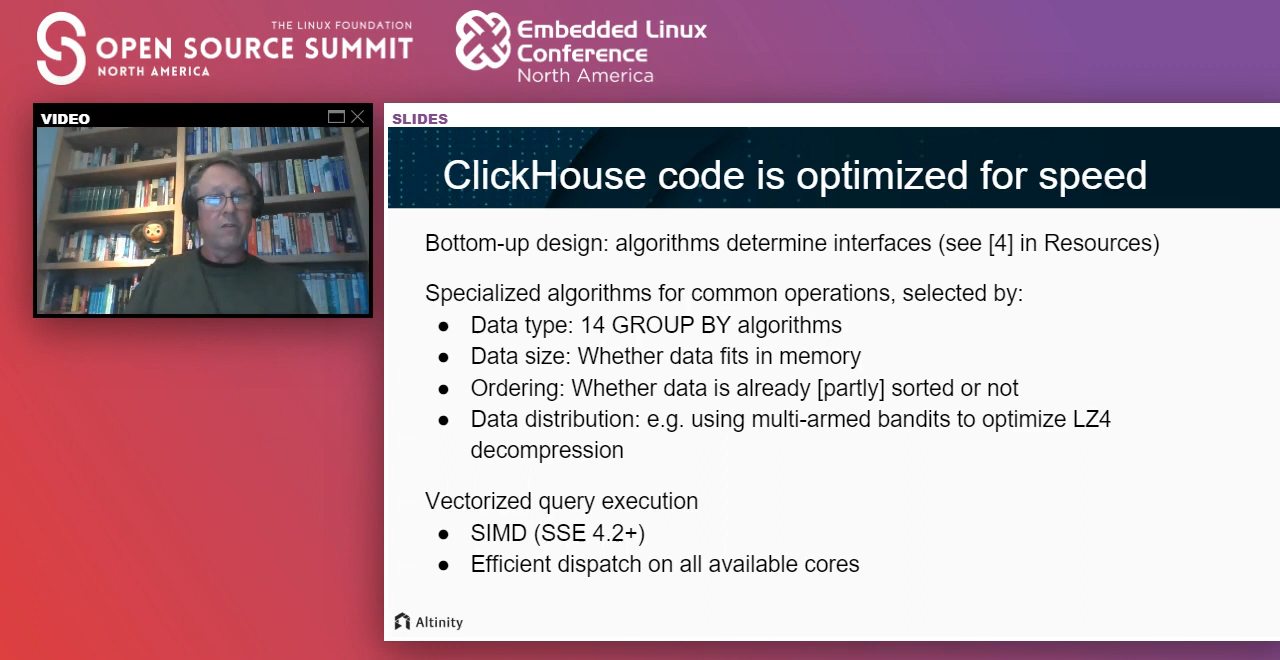 THE LINUX FOUNDATION
OPEN SOURCE SUMMIT
NORTH AMERICA
Embedded Linux
Conference
North America
VIDEO
SLIDES
ClickHouse code is optimized for speed
Bottom-up design: algorithms determine interfaces (see [4] in Resources)
Specialized algorithms for common operations, selected by:
● Data type: 14 GROUP BY algorithms
● Data size: Whether data fits in memory
● Ordering: Whether data is already [partly] sorted or not
● Data distribution: e.g. using multi-armed bandits to optimize LZ4
decompression
Vectorized query execution
● SIMD (SSE 4.2+)
● Efficient dispatch on all available cores
Altinity